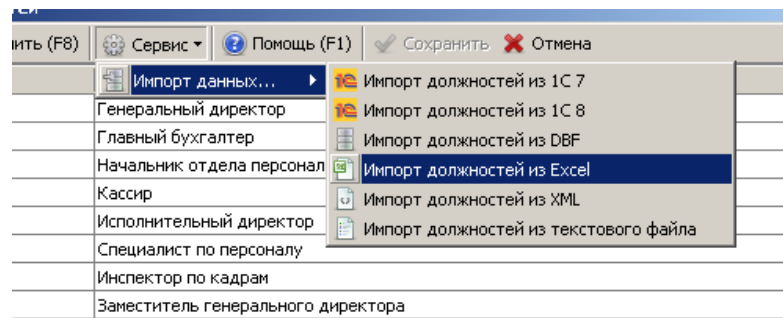 ить (F8) Сервис Помощь (F1) Сохранить Отмена
Импорт данных...
Импорт должностей из 1С 7
Импорт должностей из 1С 8
Импорт должностей из DBF
Импорт должностей из Excel
Импорт должностей из XML
Импорт должностей из текстового файла
Генеральный директор
Главный бухгалтер
Начальник отдела персонал
Кассир
Исполнительный директор
Специалист по персоналу
Инспектор по кадрам
Заместитель генерального директора